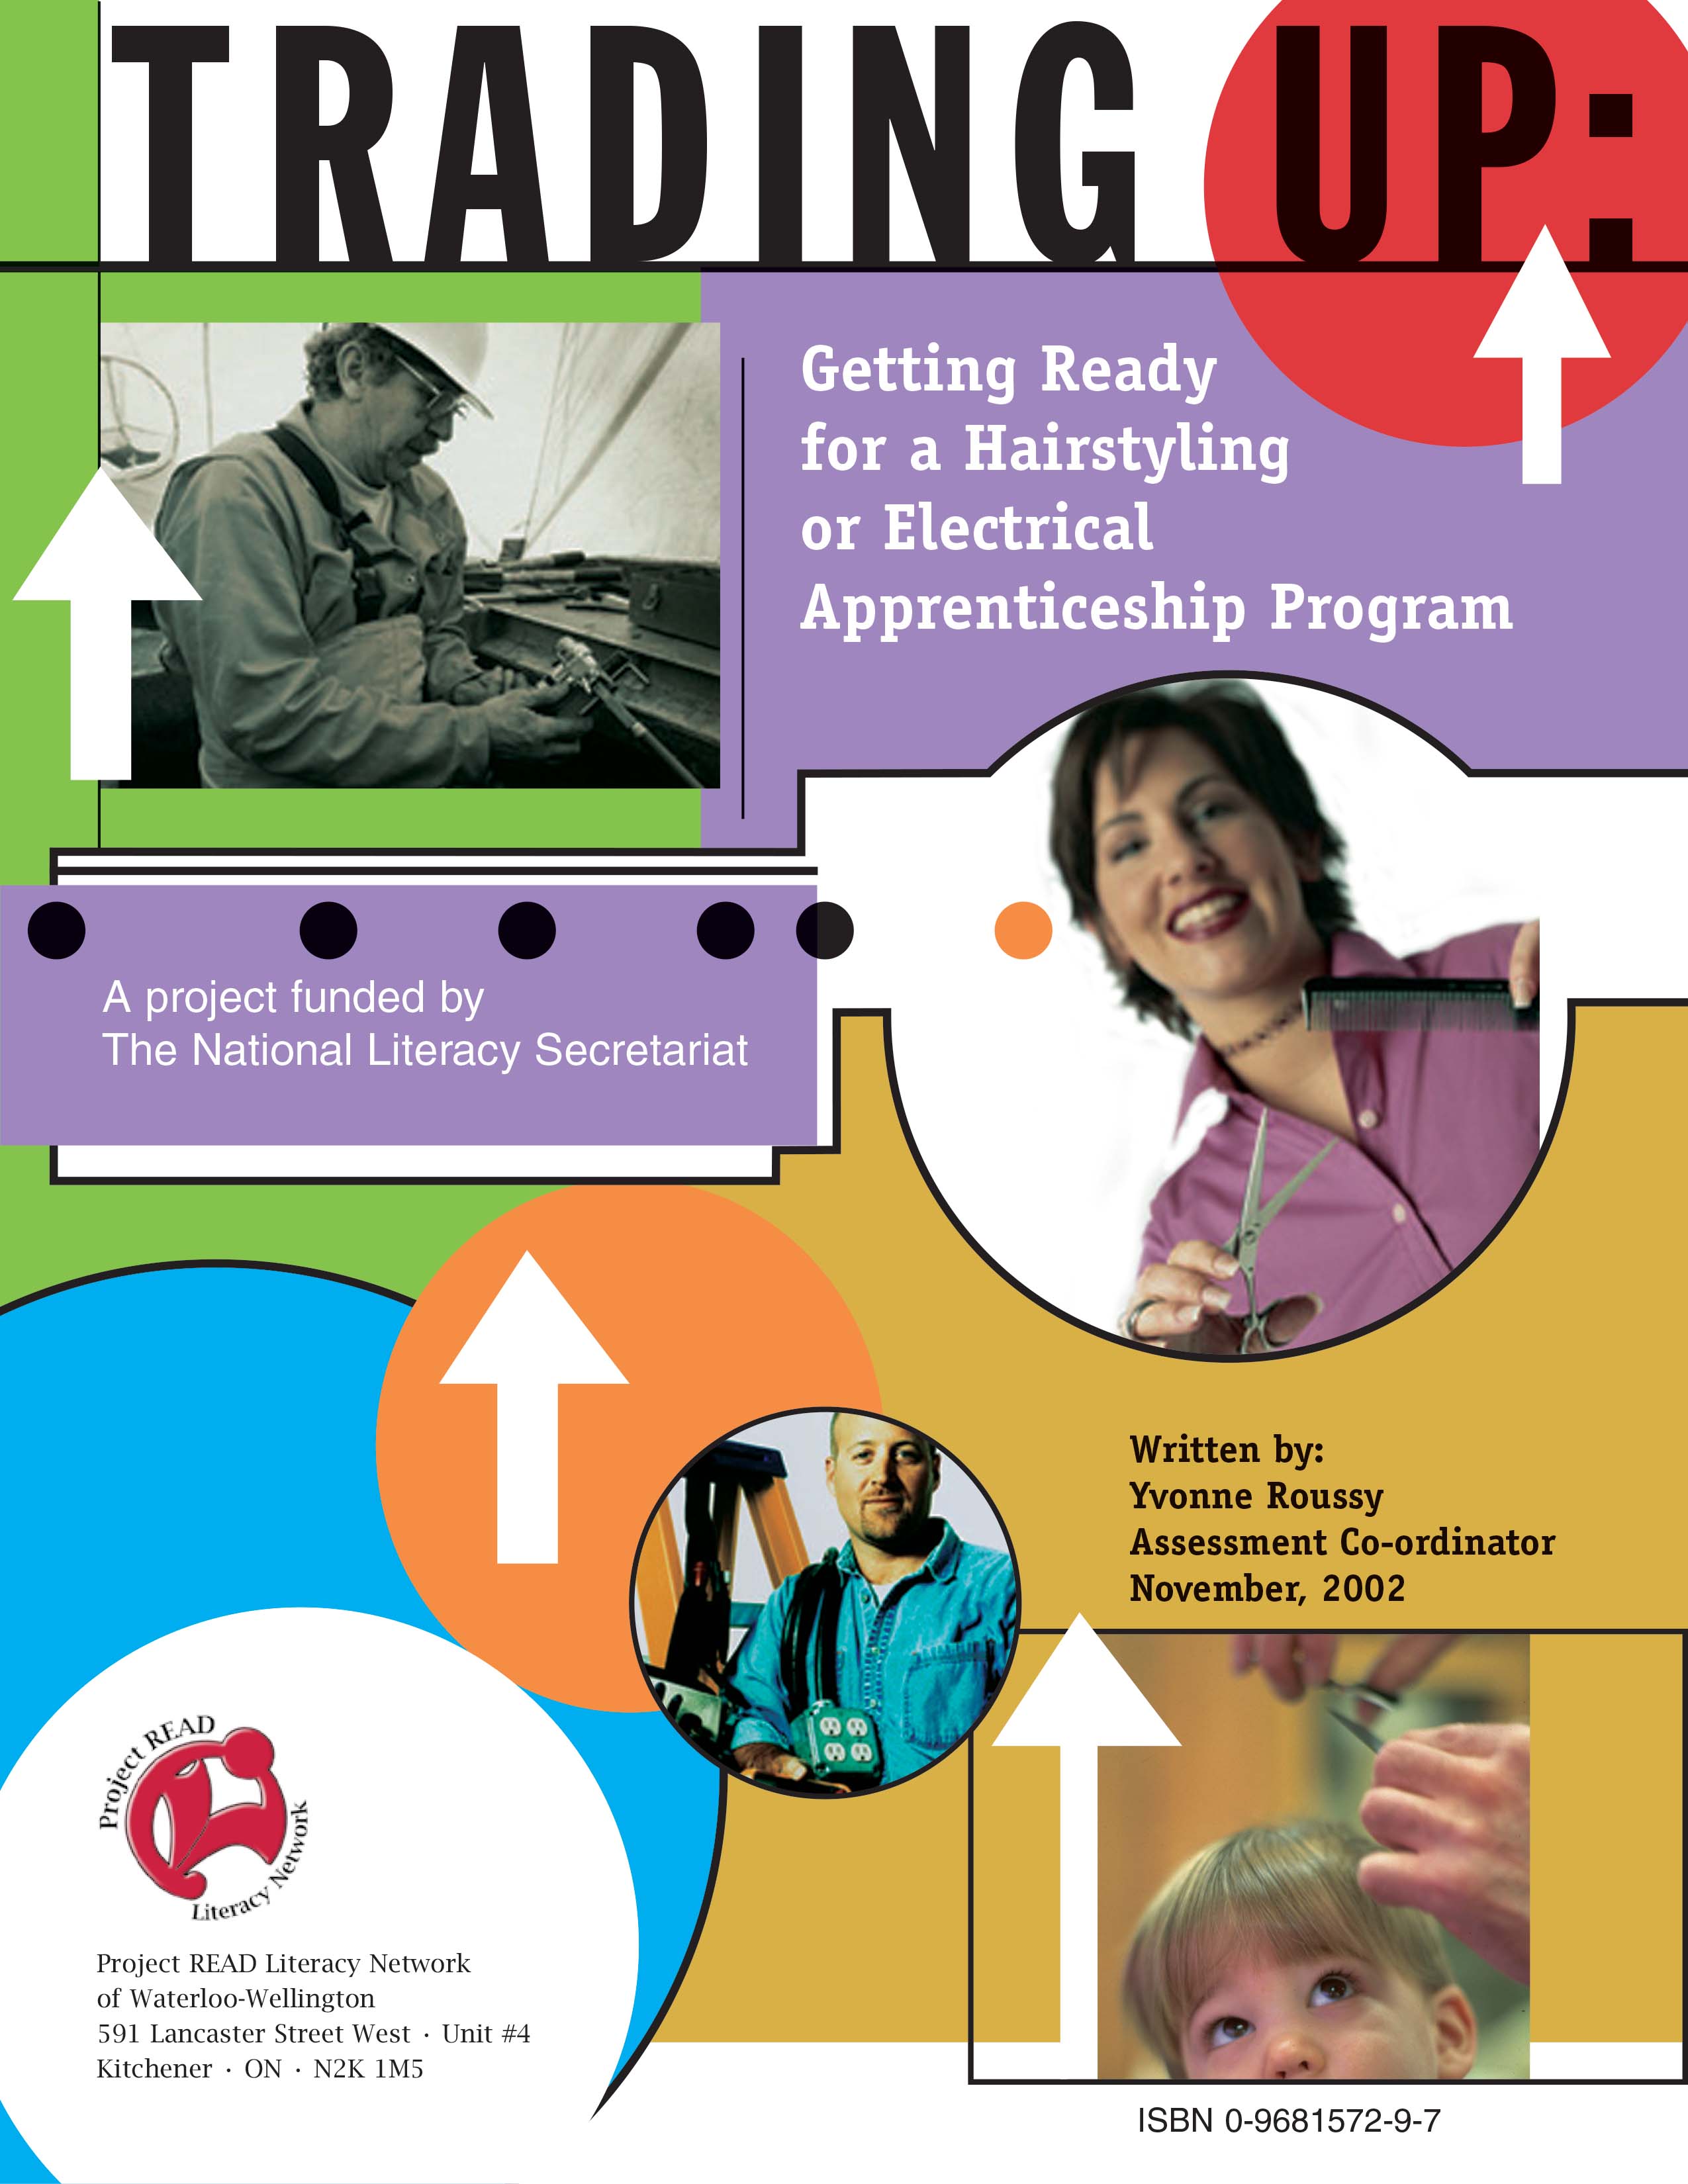 TRADING UP:
Getting Ready
for a Hairstyling
or Electrical
Apprenticeship Program
A project funded by
The National Literacy Secretariat
Written by:
Yvonne Roussy
Assessment Co-ordinator
November, 2002
Project READ
Literacy Network
Project READ Literacy Network
of Waterloo-Wellington
591 Lancaster Street West · Unit #4
Kitchener · ON · N2K 1M5
ISBN 0-9681572-9-7